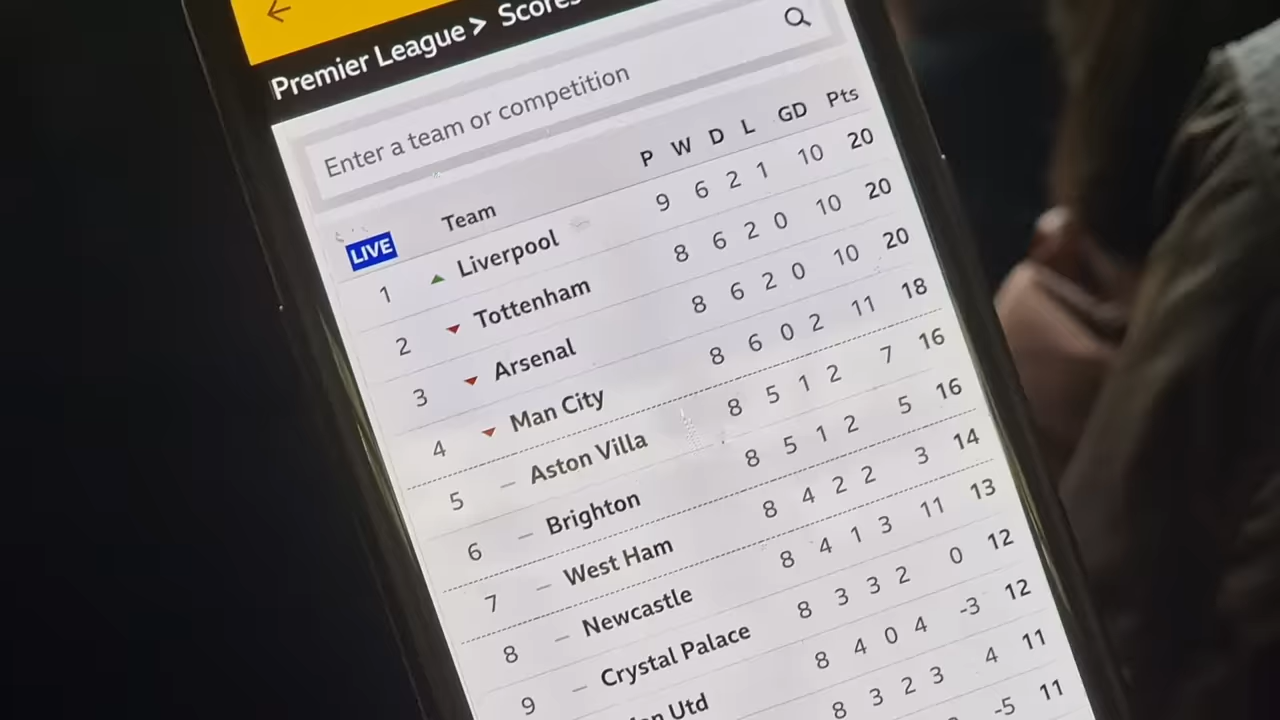 Premier League > Scores
Enter a team or competition
LIVE Team P W D L GD Pts
1 Liverpool 9 6 2 1 10 20
2 Tottenham 8 6 2 0 10 20
3 Arsenal 8 6 2 0 10 20
4 Man City 8 6 0 2 11 18
5 Aston Villa 8 5 1 2 7 16
6 Brighton 8 5 1 2 5 16
7 West Ham 8 4 2 2 3 14
8 Newcastle 8 4 1 3 11 13
9 Crystal Palace 8 3 3 2 0 12
Utd 8 4 0 4 -3 12
8 3 2 3 4 11
-5 11